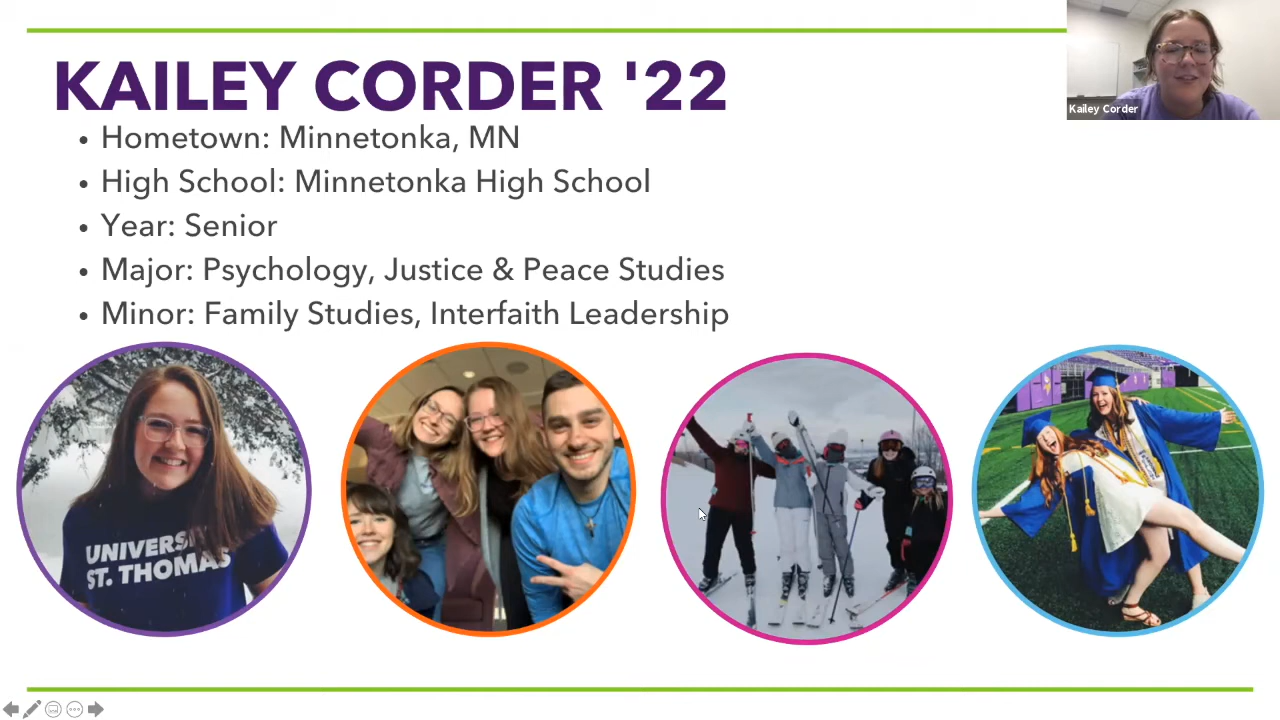 KAILEY CORDER '22
Kailey Corder
• Hometown: Minnetonka, MN
• High School: Minnetonka High School
• Year: Senior
• Major: Psychology, Justice & Peace Studies
• Minor: Family Studies, Interfaith Leadership
ST. THOMAS